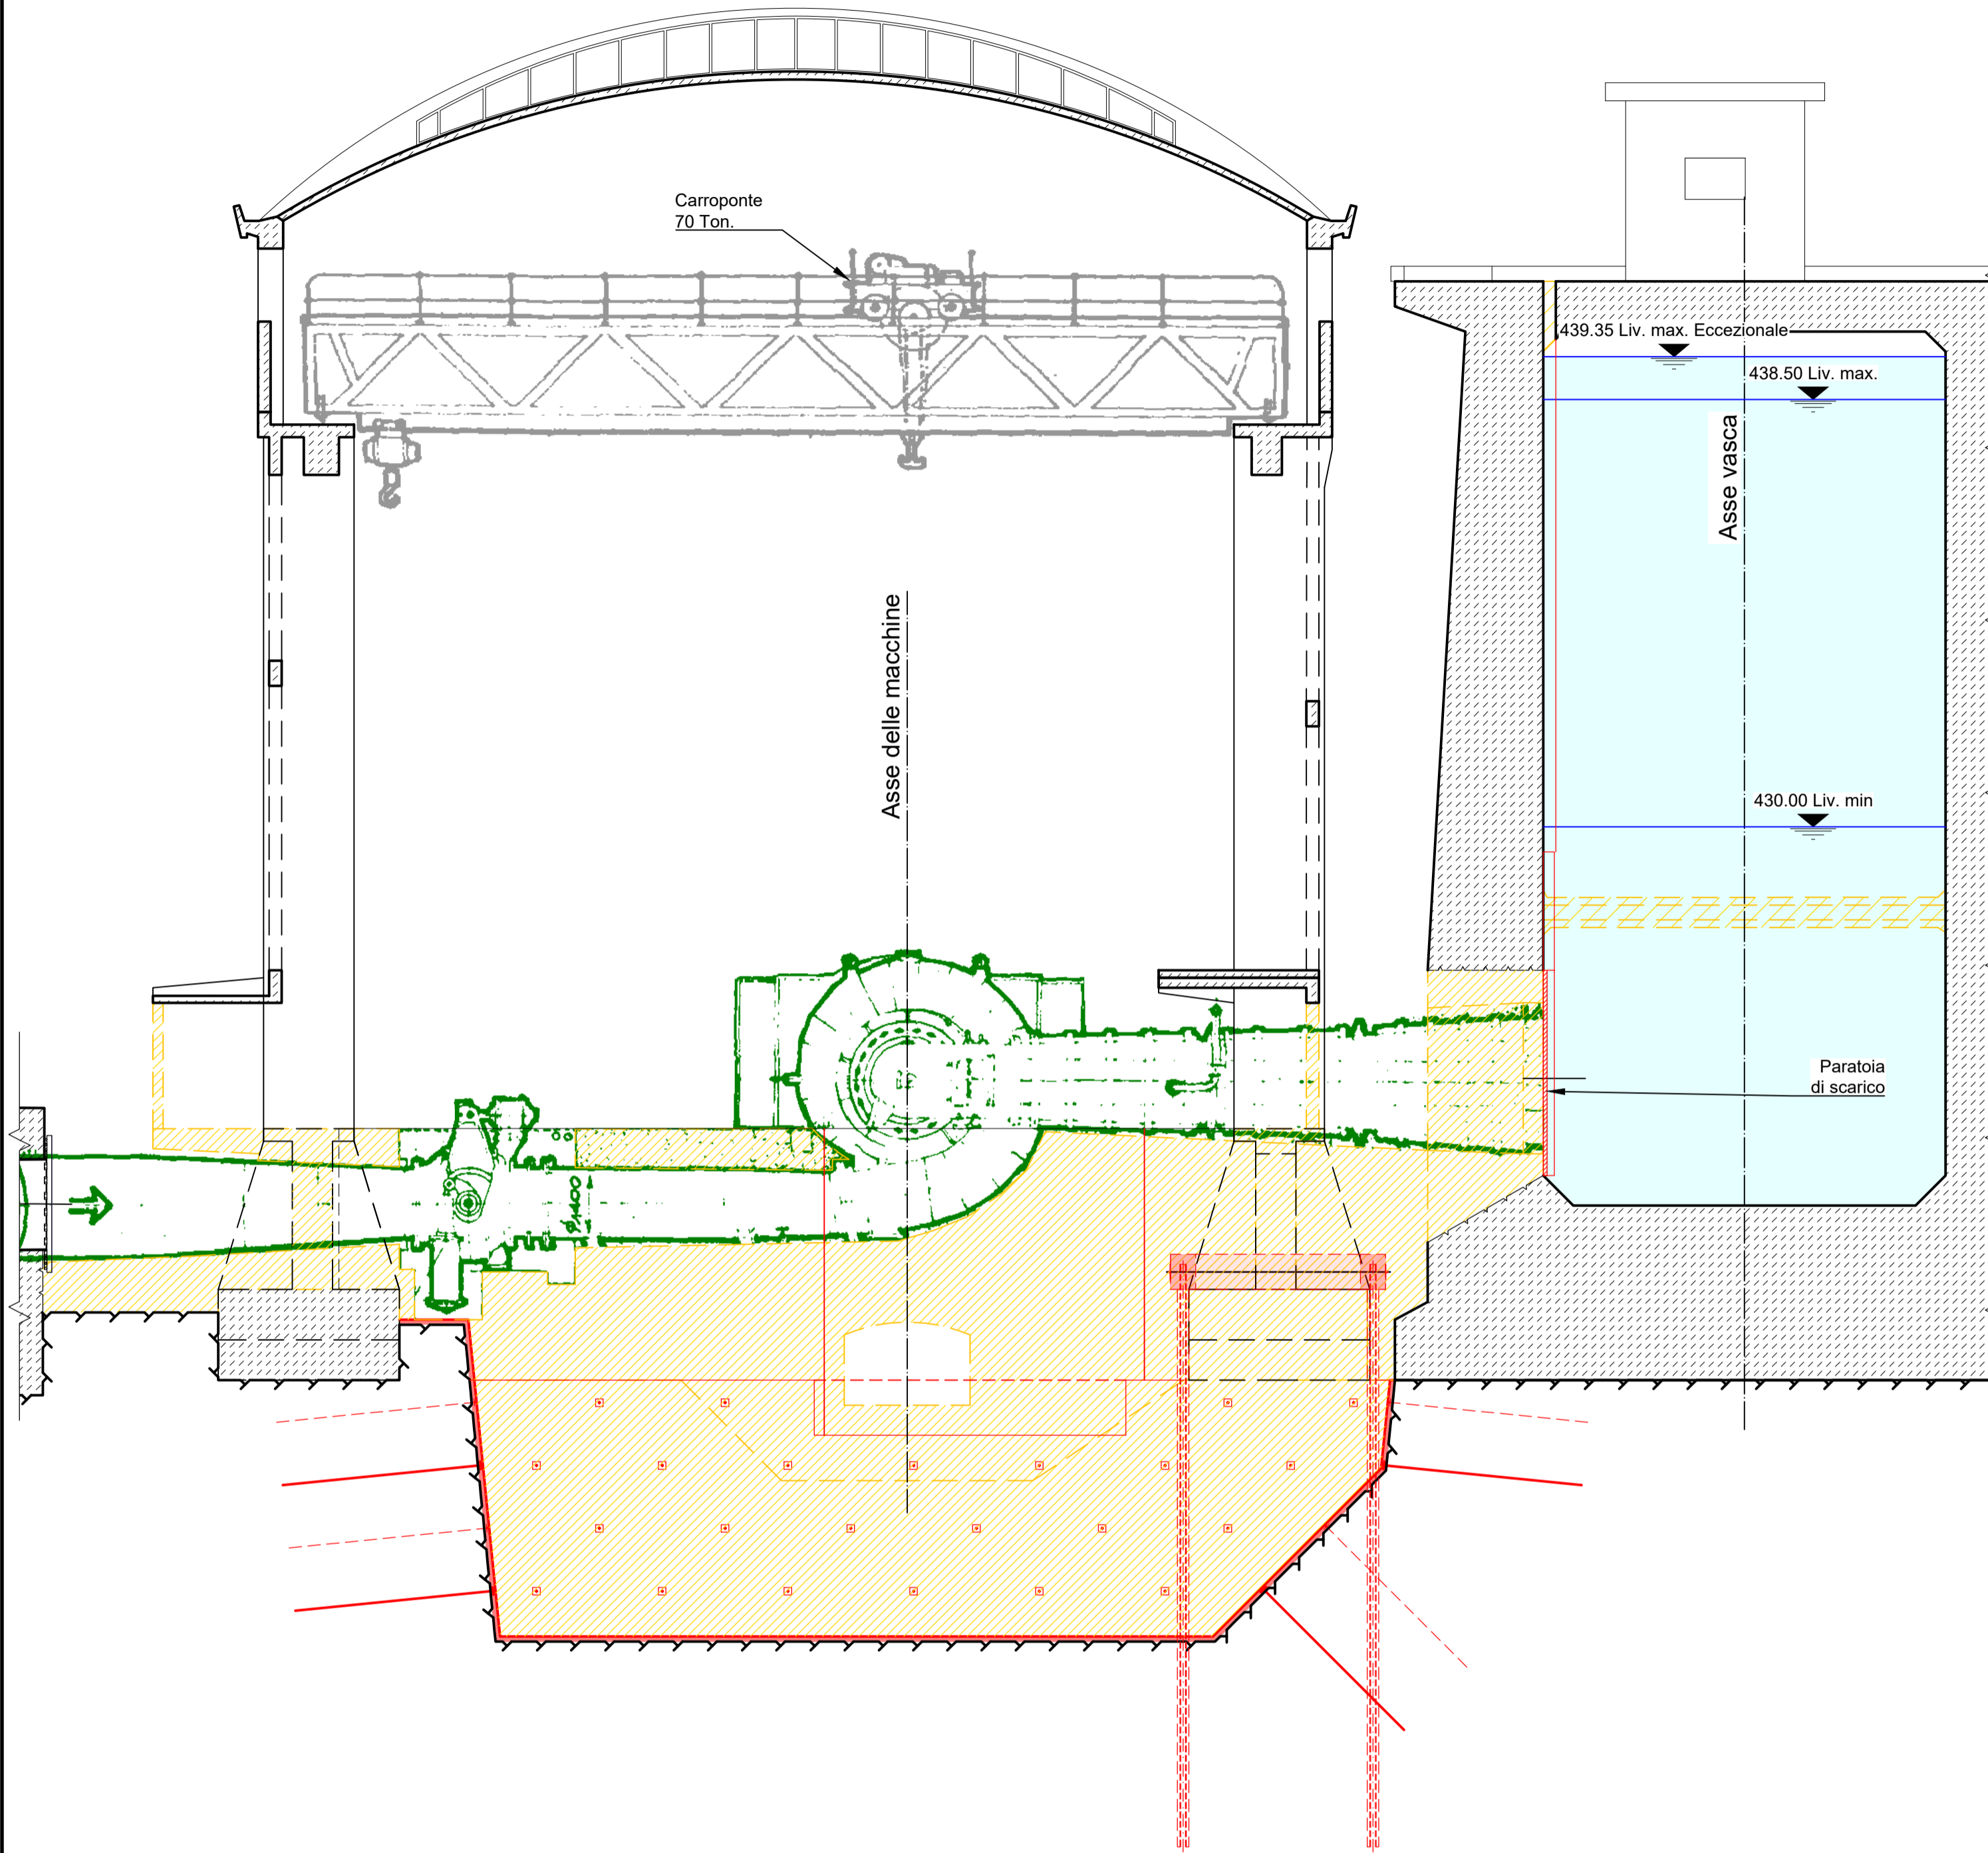 Carroponte
70 Ton.
439.35 Liv. max. Eccezionale
438.50 Liv. max.
Asse vasca
Asse delle macchine
430.00 Liv. min
Paratoia
di scarico
Ø1400